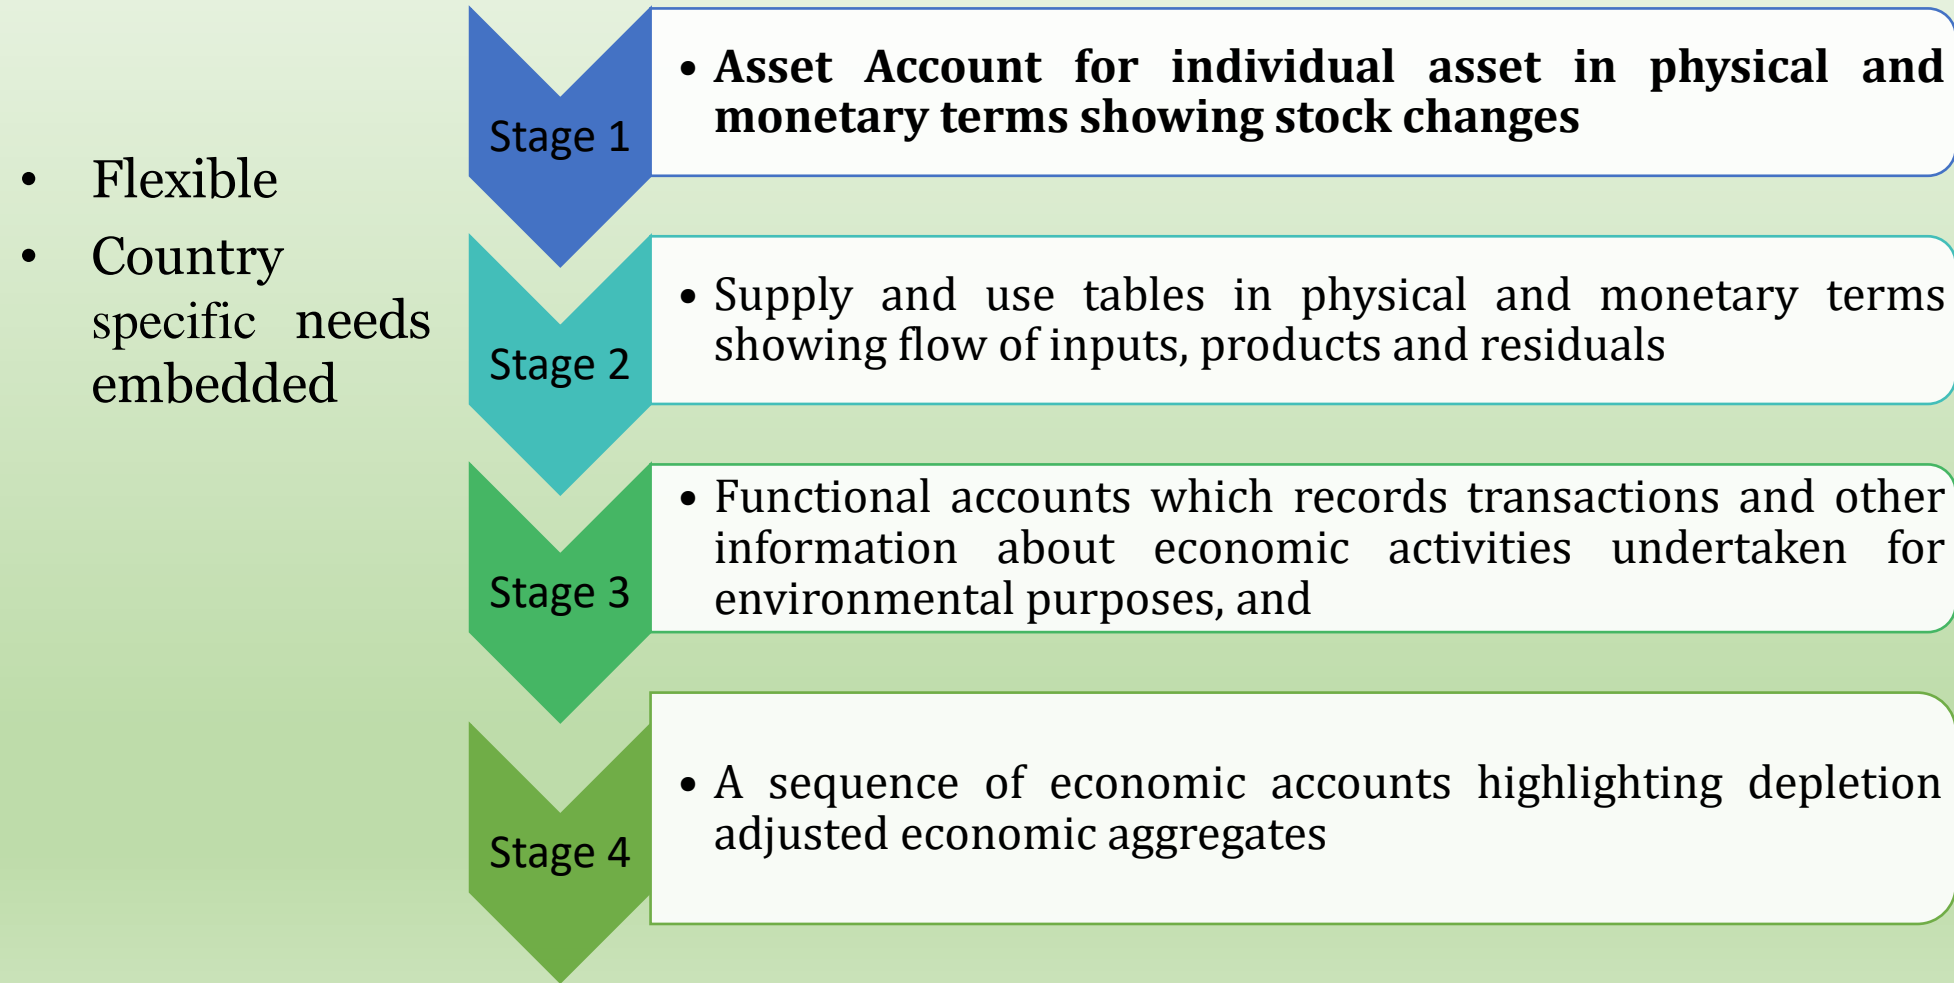 • Flexible
• Country
specific needs
embedded
Stage 1
• Asset Account for individual asset in physical and
monetary terms showing stock changes
Stage 2
• Supply and use tables in physical and monetary terms
showing flow of inputs, products and residuals
Stage 3
• Functional accounts which records transactions and other
information about economic activities undertaken for
environmental purposes, and
Stage 4
• A sequence of economic accounts highlighting depletion
adjusted economic aggregates